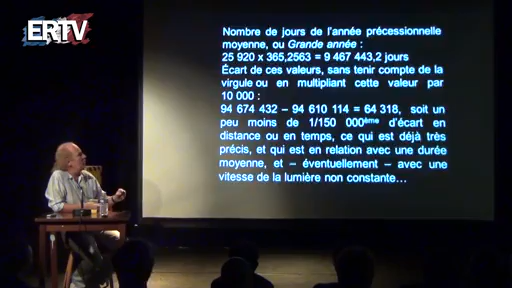 ERTV
Nombre de jours de l'année précessionnelle
moyenne, ou Grande année :
25 920 x 365,2563 = 9 467 443,2 jours
Écart de ces valeurs, sans tenir compte de la
virgule ou en multipliant cette valeur par
10 000 :
94 674 432 – 94 610 114 = 64 318, soit un
peu moins de 1/150 000ème d'écart en
distance ou en temps, ce qui est déjà très
précis, et qui est en relation avec une durée
moyenne, et – éventuellement – avec une
vitesse de la lumière non constante...